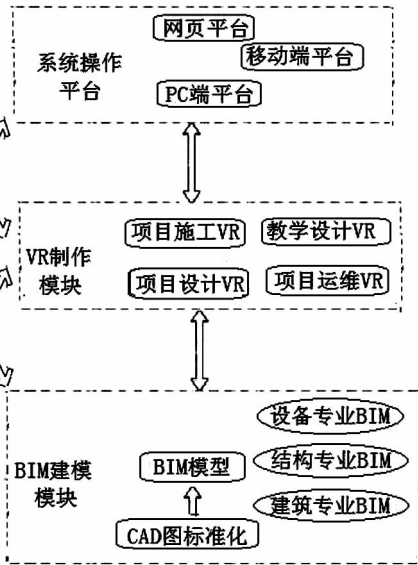 网页平台
系统操作
平台
移动端平台
PC端平台
项目施工VR
教学设计VR
VR制作
模块
项目设计VR
项目运维VR
设备专业BIM
BIM建模
模块
BIM模型
结构专业BIM
建筑专业BIM
CAD图标准化